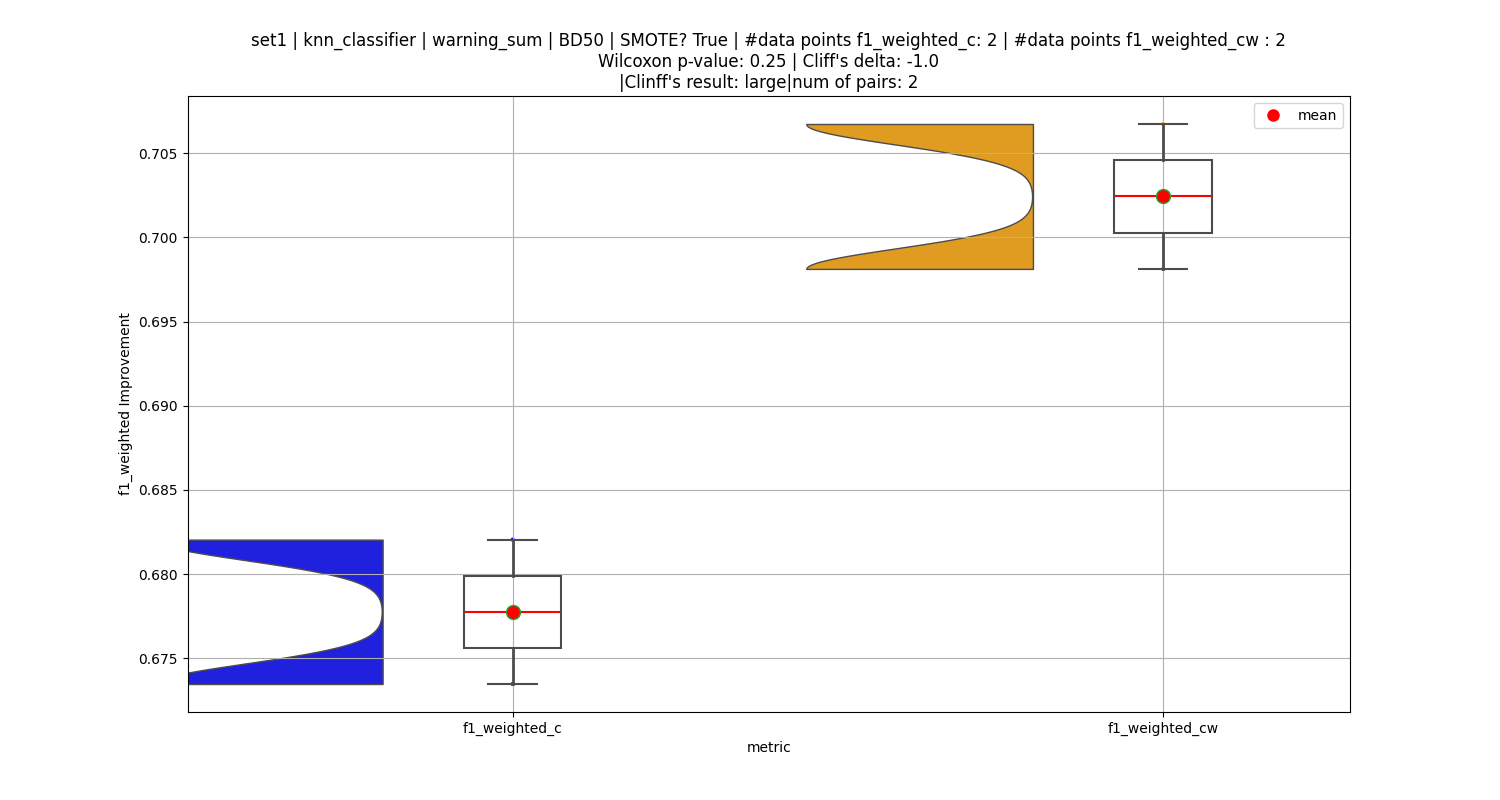 set1 | knn_classifier | warning_sum | BD50 | SMOTE? True | #data points f1_weighted_c: 2 | #data points f1_weighted_cw : 2
Wilcoxon p-value: 0.25 | Cliff's delta: -1.0
|Clinff's result: large|num of pairs: 2
mean
0.705
0.700
0.695
0.690
0.685
0.680
0.675
f1_weighted Improvement
f1_weighted_c
f1_weighted_cw
metric